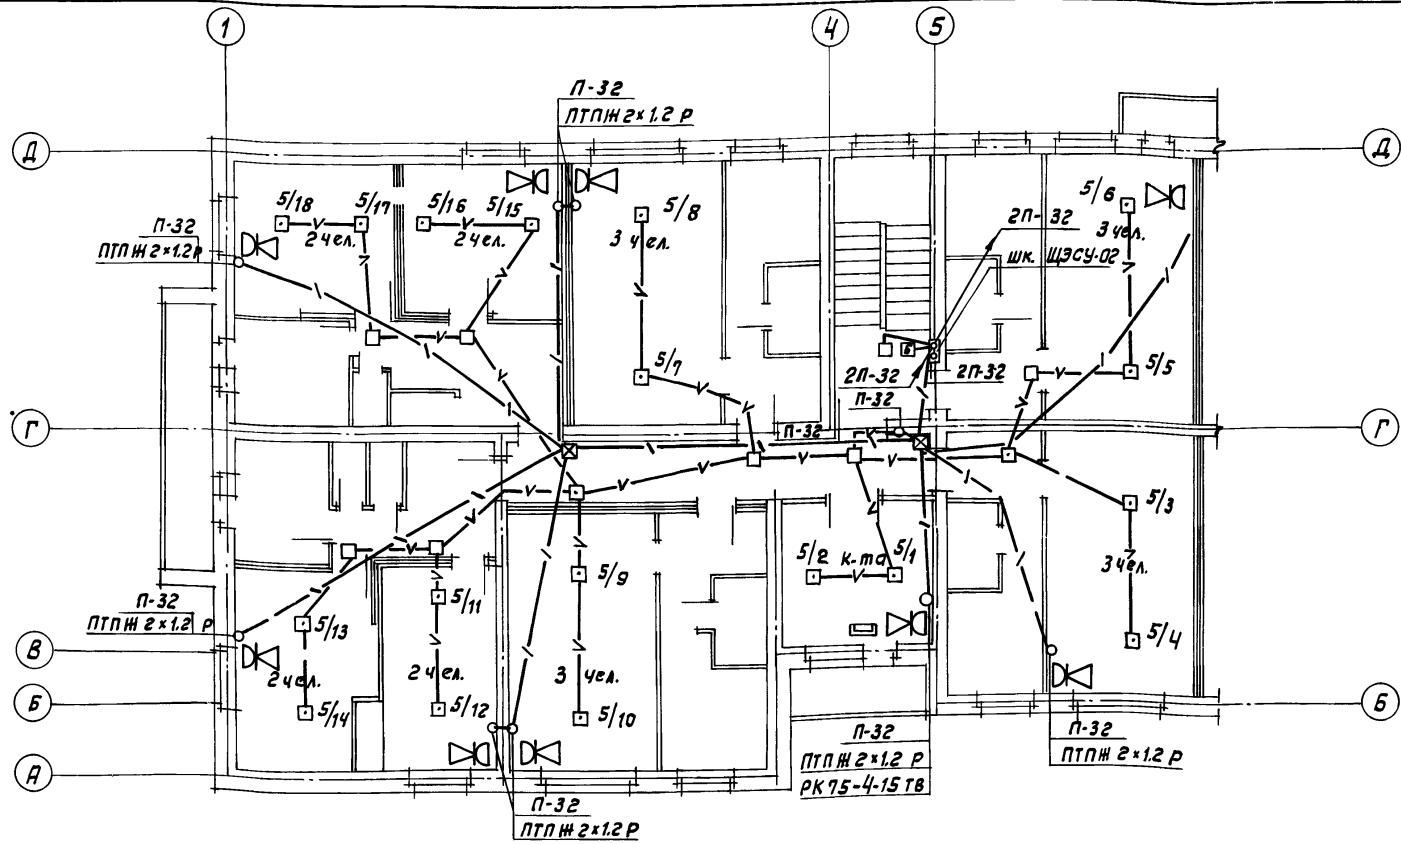 1
4
5
П-32
ПТПЖ 2×1.2 Р
Д
Д
5/18
5/17
5/16
5/15
2 чел.
2 чел.
5/8
3 чел.
5/6
3 чел.
2П-32
шк. ЩЭСУ-02
П-32
ПТПЖ 2×1.2 Р
5/7
Б
2П-32
2П-32
5/5
П-32
П-32
Г
Г
К
5/3
3 чел.
5/2
К-та
5/1
5/9
5/11
П-32
ПТПЖ 2×1.2 Р
5/13
5/4
В
2 чел.
2 чел.
3 чел.
Б
Б
5/14
5/12
5/10
П-32
ПТПЖ 2×1.2 Р
РК75-4-15 ТВ
П-32
ПТПЖ 2×1.2 Р
А
П-32
ПТПЖ 2×1.2 Р